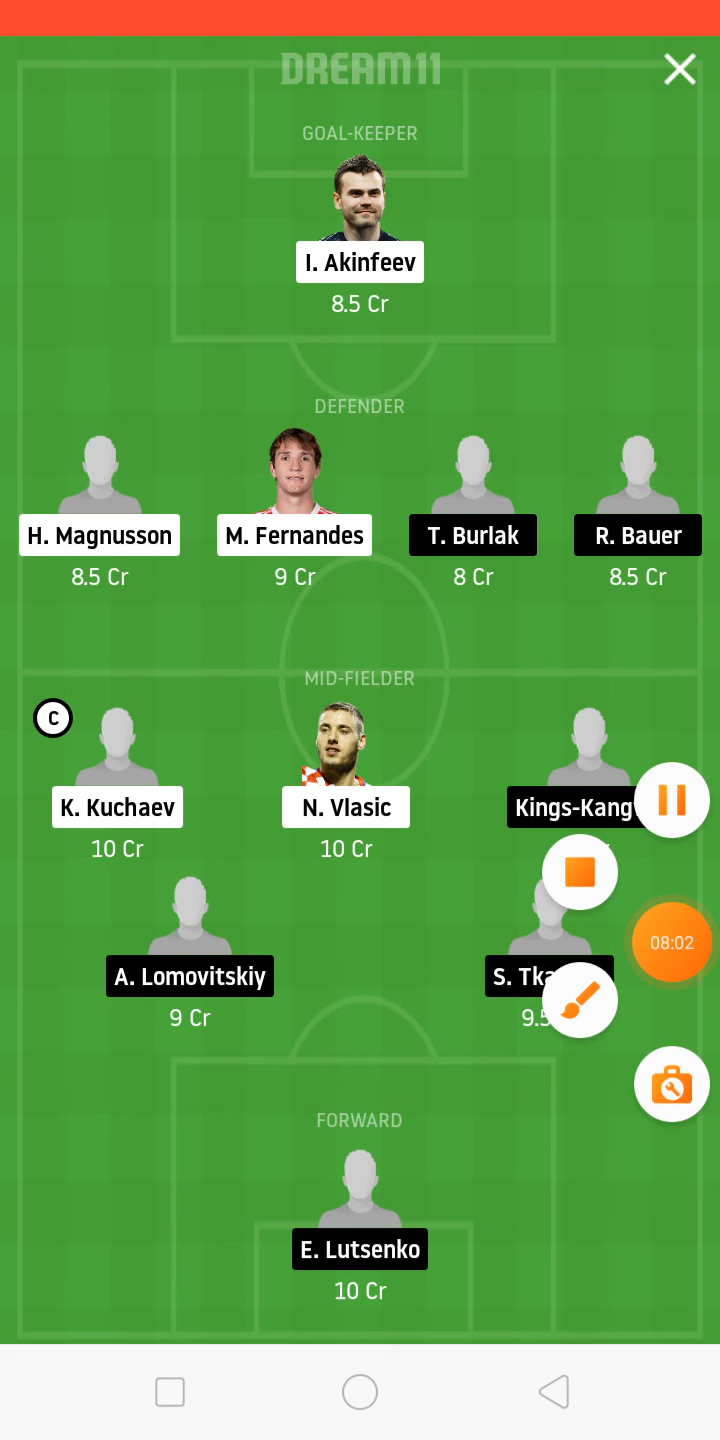 DREAM11
GOAL-KEEPER
I. Akinfeev
8.5 Cr
DEFENDER
H. Magnusson
M. Fernandes
T. Burlak
R. Bauer
8.5 Cr
9 Cr
8 Cr
8.5 Cr
MID-FIELDER
C
K. Kuchaev
N. Vlasic
10 Cr
10 Cr
A. Lomovitskiy
S.
9 Cr
08:02
FORWARD
E. Lutsenko
10 Cr